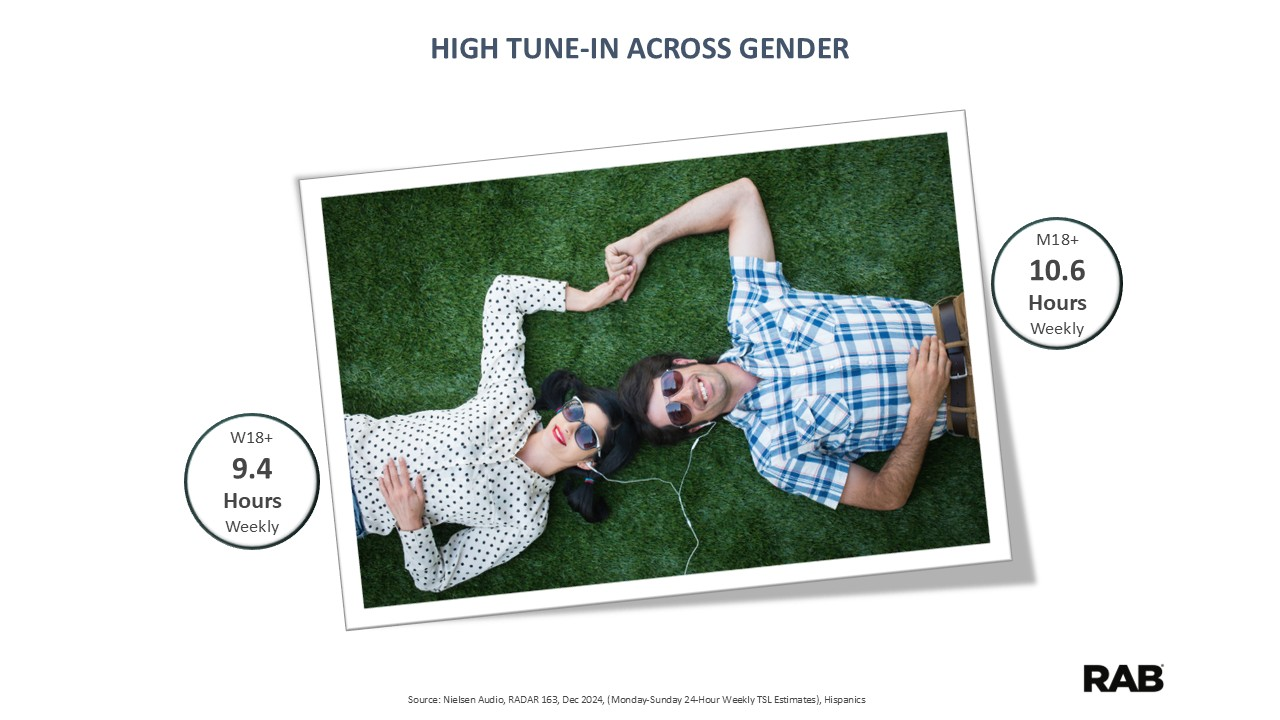 HIGH TUNE-IN ACROSS GENDER
M18+
10.6
Hours
Weekly
W18+
9.4
Hours
Weekly
RAB
Source: Nielsen Audio, RADAR 163, Dec 2024, (Monday-Sunday 24-Hour Weekly TSL Estimates), Hispanics